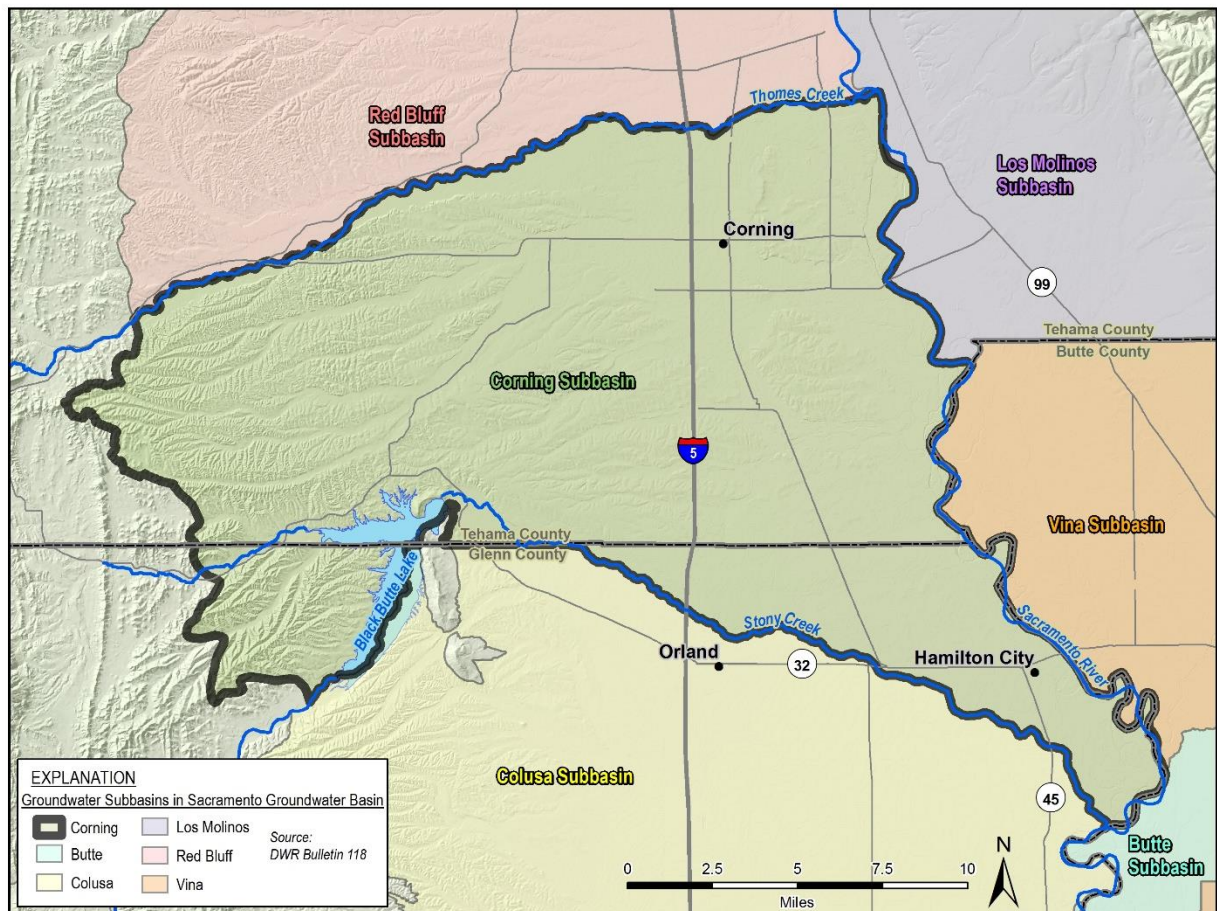 Thomes Creek
Red Bluff
Subbasin
Los Molinos
Subbasin
Corning
99
Tehama County
Butte County
Corning Subbasin
5
Vina Subbasin
Tehama County
Glenn County
Black Butte Lake
Stony Creek
Sacramento River
Orland
32
Hamilton City
Colusa Subbasin
45
Butte
Subbasin
EXPLANATION
Groundwater Subbasins in Sacramento Groundwater Basin
Corning
Butte
Colusa
Los Molinos
Red Bluff
Vina
Source:
DWR Bulletin 118
N
0 2.5 5 7.5 10
Miles